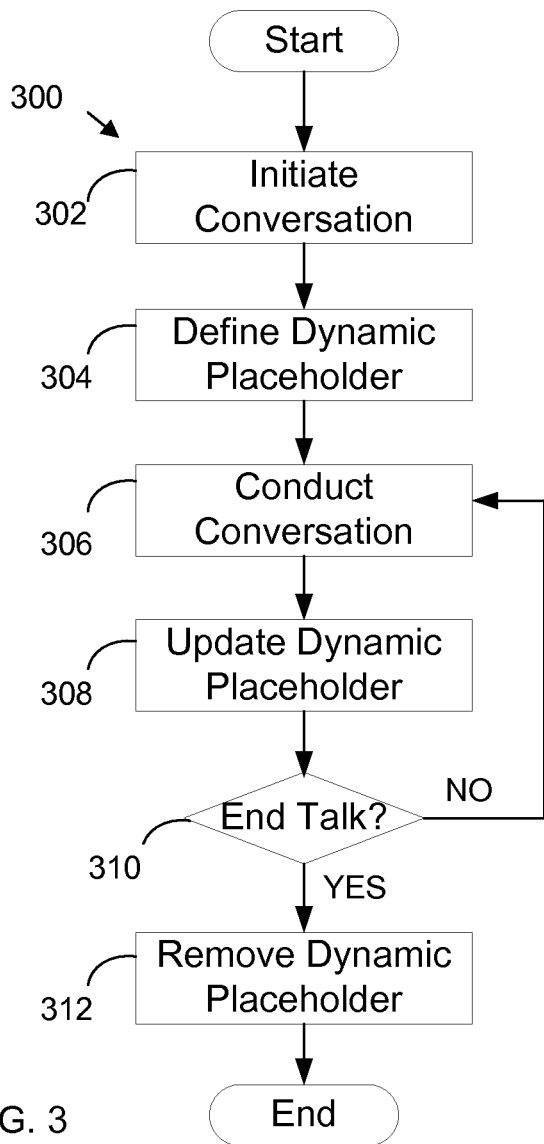 Start
300
Initiate
Conversation
302
Define Dynamic
Placeholder
304
Conduct
Conversation
306
Update Dynamic
Placeholder
308
End Talk?
NO
310
YES
Remove Dynamic
Placeholder
312
End
G. 3